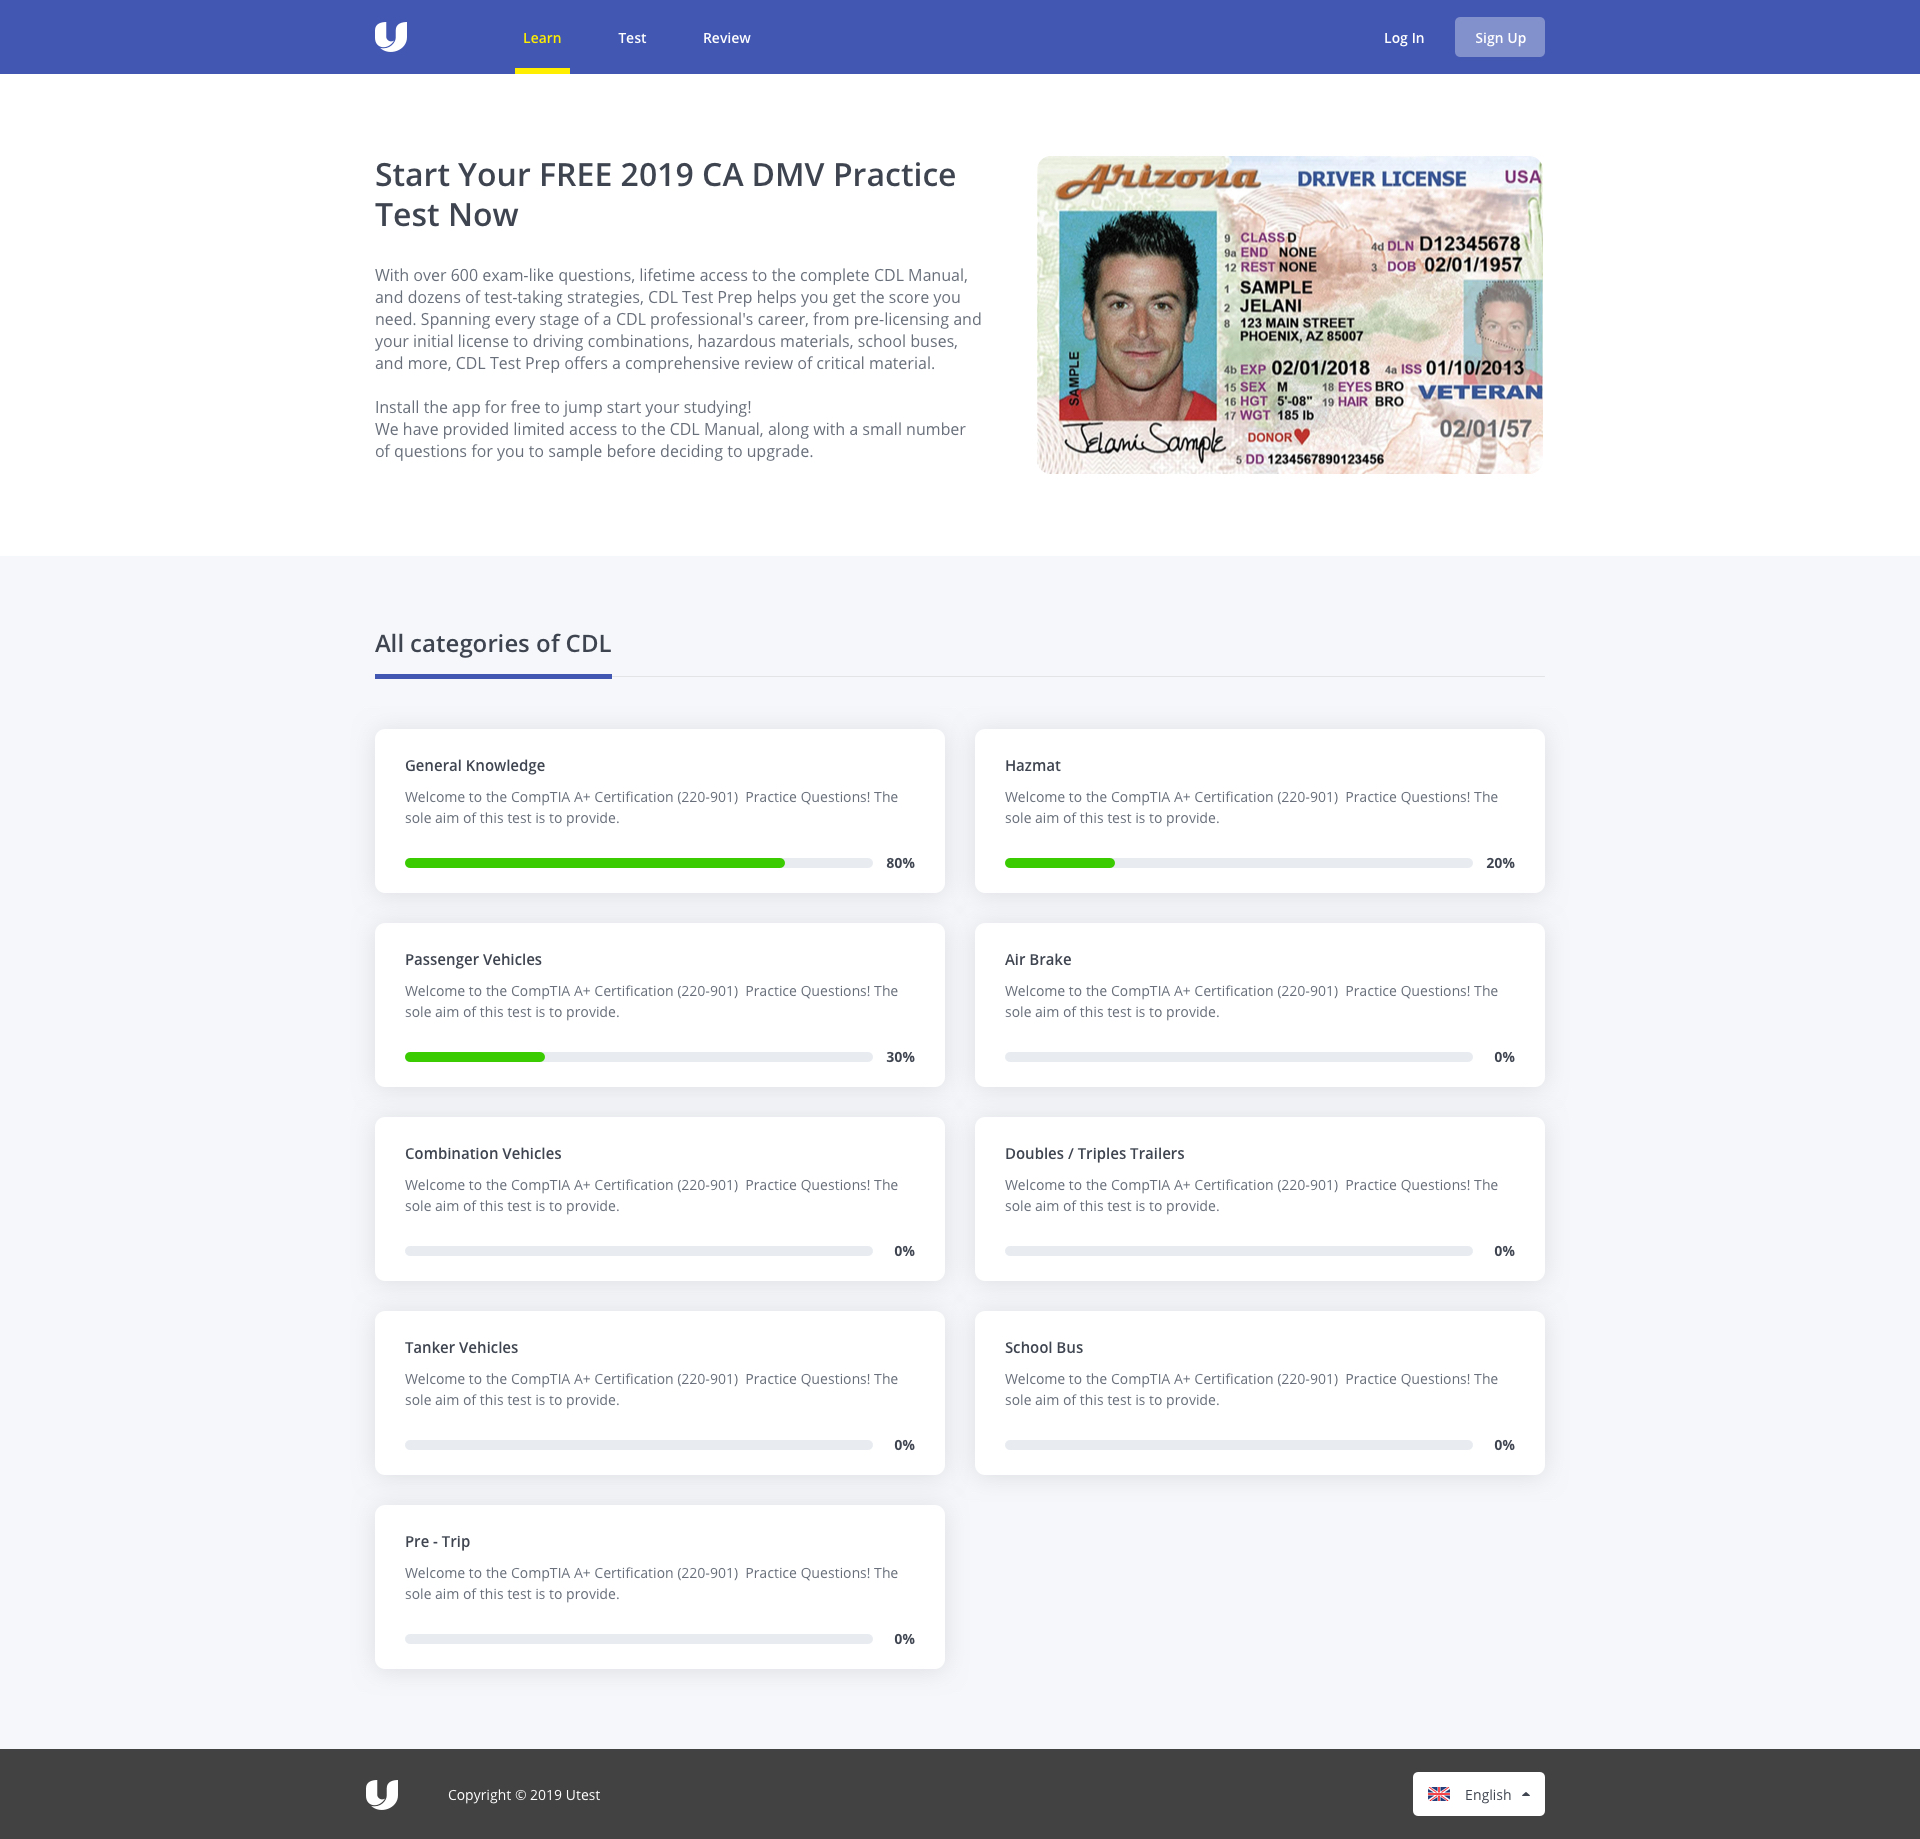 Learn
Test
Review
Log In
Sign Up
Start Your FREE 2019 CA DMV Practice
Test Now
With over 600 exam-like questions, lifetime access to the complete CDL Manual,
and dozens of test-taking strategies, CDL Test Prep helps you get the score you
need. Spanning every stage of a CDL professional's career, from pre-licensing and
your initial license to driving combinations, hazardous materials, school buses,
and more, CDL Test Prep offers a comprehensive review of critical material.
Install the app for free to jump start your studying!
We have provided limited access to the CDL Manual, along with a small number
of questions for you to sample before deciding to upgrade.
Arizona DRIVER LICENSE USA
9 CLASS D
9a END NONE
12 REST NONE
4d DLN D12345678
3 DOB 02/01/1957
1 SAMPLE
2 JELANI
8 123 MAIN STREET
PHOENIX, AZ 85007
4b EXP 02/01/2018 4a ISS 01/10/2013
15 SEX M 18 EYES BRO
16 HGT 5'-08" 19 HAIR BRO
17 WGT 185 lb
VETERAN
DONOR
02/01/57
5 DD 1234567890123456
SAMPLE
Jelani Sample
All categories of CDL
General Knowledge
Welcome to the CompTIA A+ Certification (220-901) Practice Questions! The
sole aim of this test is to provide.
80%
Hazmat
Welcome to the CompTIA A+ Certification (220-901) Practice Questions! The
sole aim of this test is to provide.
20%
Passenger Vehicles
Welcome to the CompTIA A+ Certification (220-901) Practice Questions! The
sole aim of this test is to provide.
30%
Air Brake
Welcome to the CompTIA A+ Certification (220-901) Practice Questions! The
sole aim of this test is to provide.
0%
Combination Vehicles
Welcome to the CompTIA A+ Certification (220-901) Practice Questions! The
sole aim of this test is to provide.
0%
Doubles / Triples Trailers
Welcome to the CompTIA A+ Certification (220-901) Practice Questions! The
sole aim of this test is to provide.
0%
Tanker Vehicles
Welcome to the CompTIA A+ Certification (220-901) Practice Questions! The
sole aim of this test is to provide.
0%
School Bus
Welcome to the CompTIA A+ Certification (220-901) Practice Questions! The
sole aim of this test is to provide.
0%
Pre - Trip
Welcome to the CompTIA A+ Certification (220-901) Practice Questions! The
sole aim of this test is to provide.
0%
Copyright © 2019 Utest
English